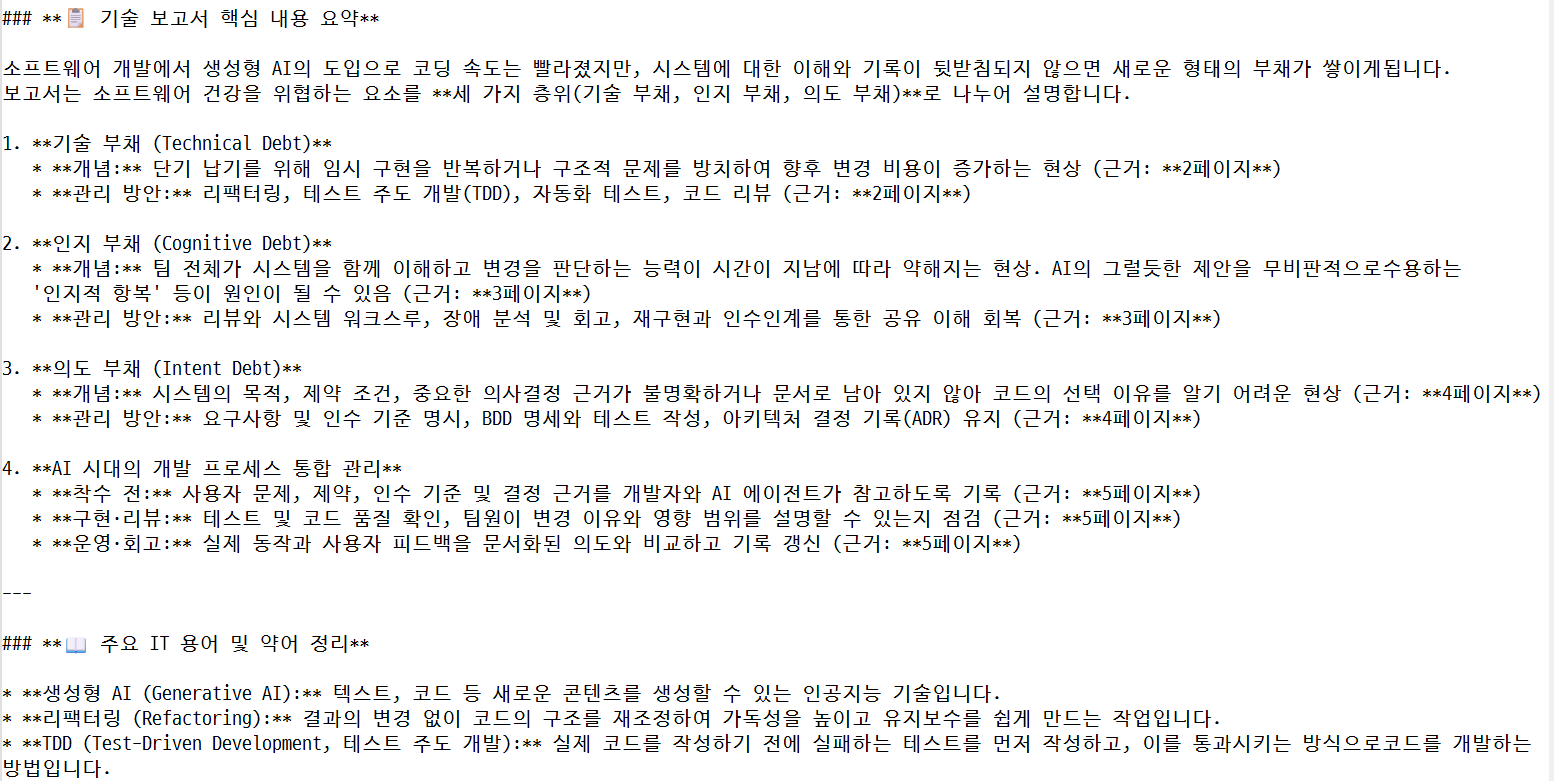 ### **📋 기술 보고서 핵심 내용 요약**
소프트웨어 개발에서 생성형 AI의 도입으로 코딩 속도는 빨라졌지만, 시스템에 대한 이해와 기록이 뒷받침되지 않으면 새로운 형태의 부채가 쌓이게됩니다.
보고서는 소프트웨어 건강을 위협하는 요소를 **세 가지 층위(기술 부채, 인지 부채, 의도 부채)**로 나누어 설명합니다.
1. **기술 부채 (Technical Debt)**
* **개념:** 단기 납기를 위해 임시 구현을 반복하거나 구조적 문제를 방치하여 향후 변경 비용이 증가하는 현상 (근거: **2페이지**)
* **관리 방안:** 리팩터링, 테스트 주도 개발(TDD), 자동화 테스트, 코드 리뷰 (근거: **2페이지**)
2. **인지 부채 (Cognitive Debt)**
* **개념:** 팀 전체가 시스템을 함께 이해하고 변경을 판단하는 능력이 시간이 지남에 따라 약해지는 현상. AI의 그럴듯한 제안을 무비판적으로수용하는
'인지적 항복' 등이 원인이 될 수 있음 (근거: **3페이지**)
* **관리 방안:** 리뷰와 시스템 워크스루, 장애 분석 및 회고, 재구현과 인수인계를 통한 공유 이해 회복 (근거: **3페이지**)
3. **의도 부채 (Intent Debt)**
* **개념:** 시스템의 목적, 제약 조건, 중요한 의사결정 근거가 불명확하거나 문서로 남아 있지 않아 코드의 선택 이유를 알기 어려운 현상 (근거: **4페이지**)
* **관리 방안:** 요구사항 및 인수 기준 명시, BDD 명세와 테스트 작성, 아키텍처 결정 기록(ADR) 유지 (근거: **4페이지**)
4. **AI 시대의 개발 프로세스 통합 관리**
* **착수 전:** 사용자 문제, 제약, 인수 기준 및 결정 근거를 개발자와 AI 에이전트가 참고하도록 기록 (근거: **5페이지**)
* **구현·리뷰:** 테스트 및 코드 품질 확인, 팀원이 변경 이유와 영향 범위를 설명할 수 있는지 점검 (근거: **5페이지**)
* **운영·회고:** 실제 동작과 사용자 피드백을 문서화된 의도와 비교하고 기록 갱신 (근거: **5페이지**)
---
### **📖 주요 IT 용어 및 약어 정리**
* **생성형 AI (Generative AI):** 텍스트, 코드 등 새로운 콘텐츠를 생성할 수 있는 인공지능 기술입니다.
* **리팩터링 (Refactoring):** 결과의 변경 없이 코드의 구조를 재조정하여 가독성을 높이고 유지보수를 쉽게 만드는 작업입니다.
* **TDD (Test-Driven Development, 테스트 주도 개발):** 실제 코드를 작성하기 전에 실패하는 테스트를 먼저 작성하고, 이를 통과시키는 방식으로코드를 개발하는
방법입니다.